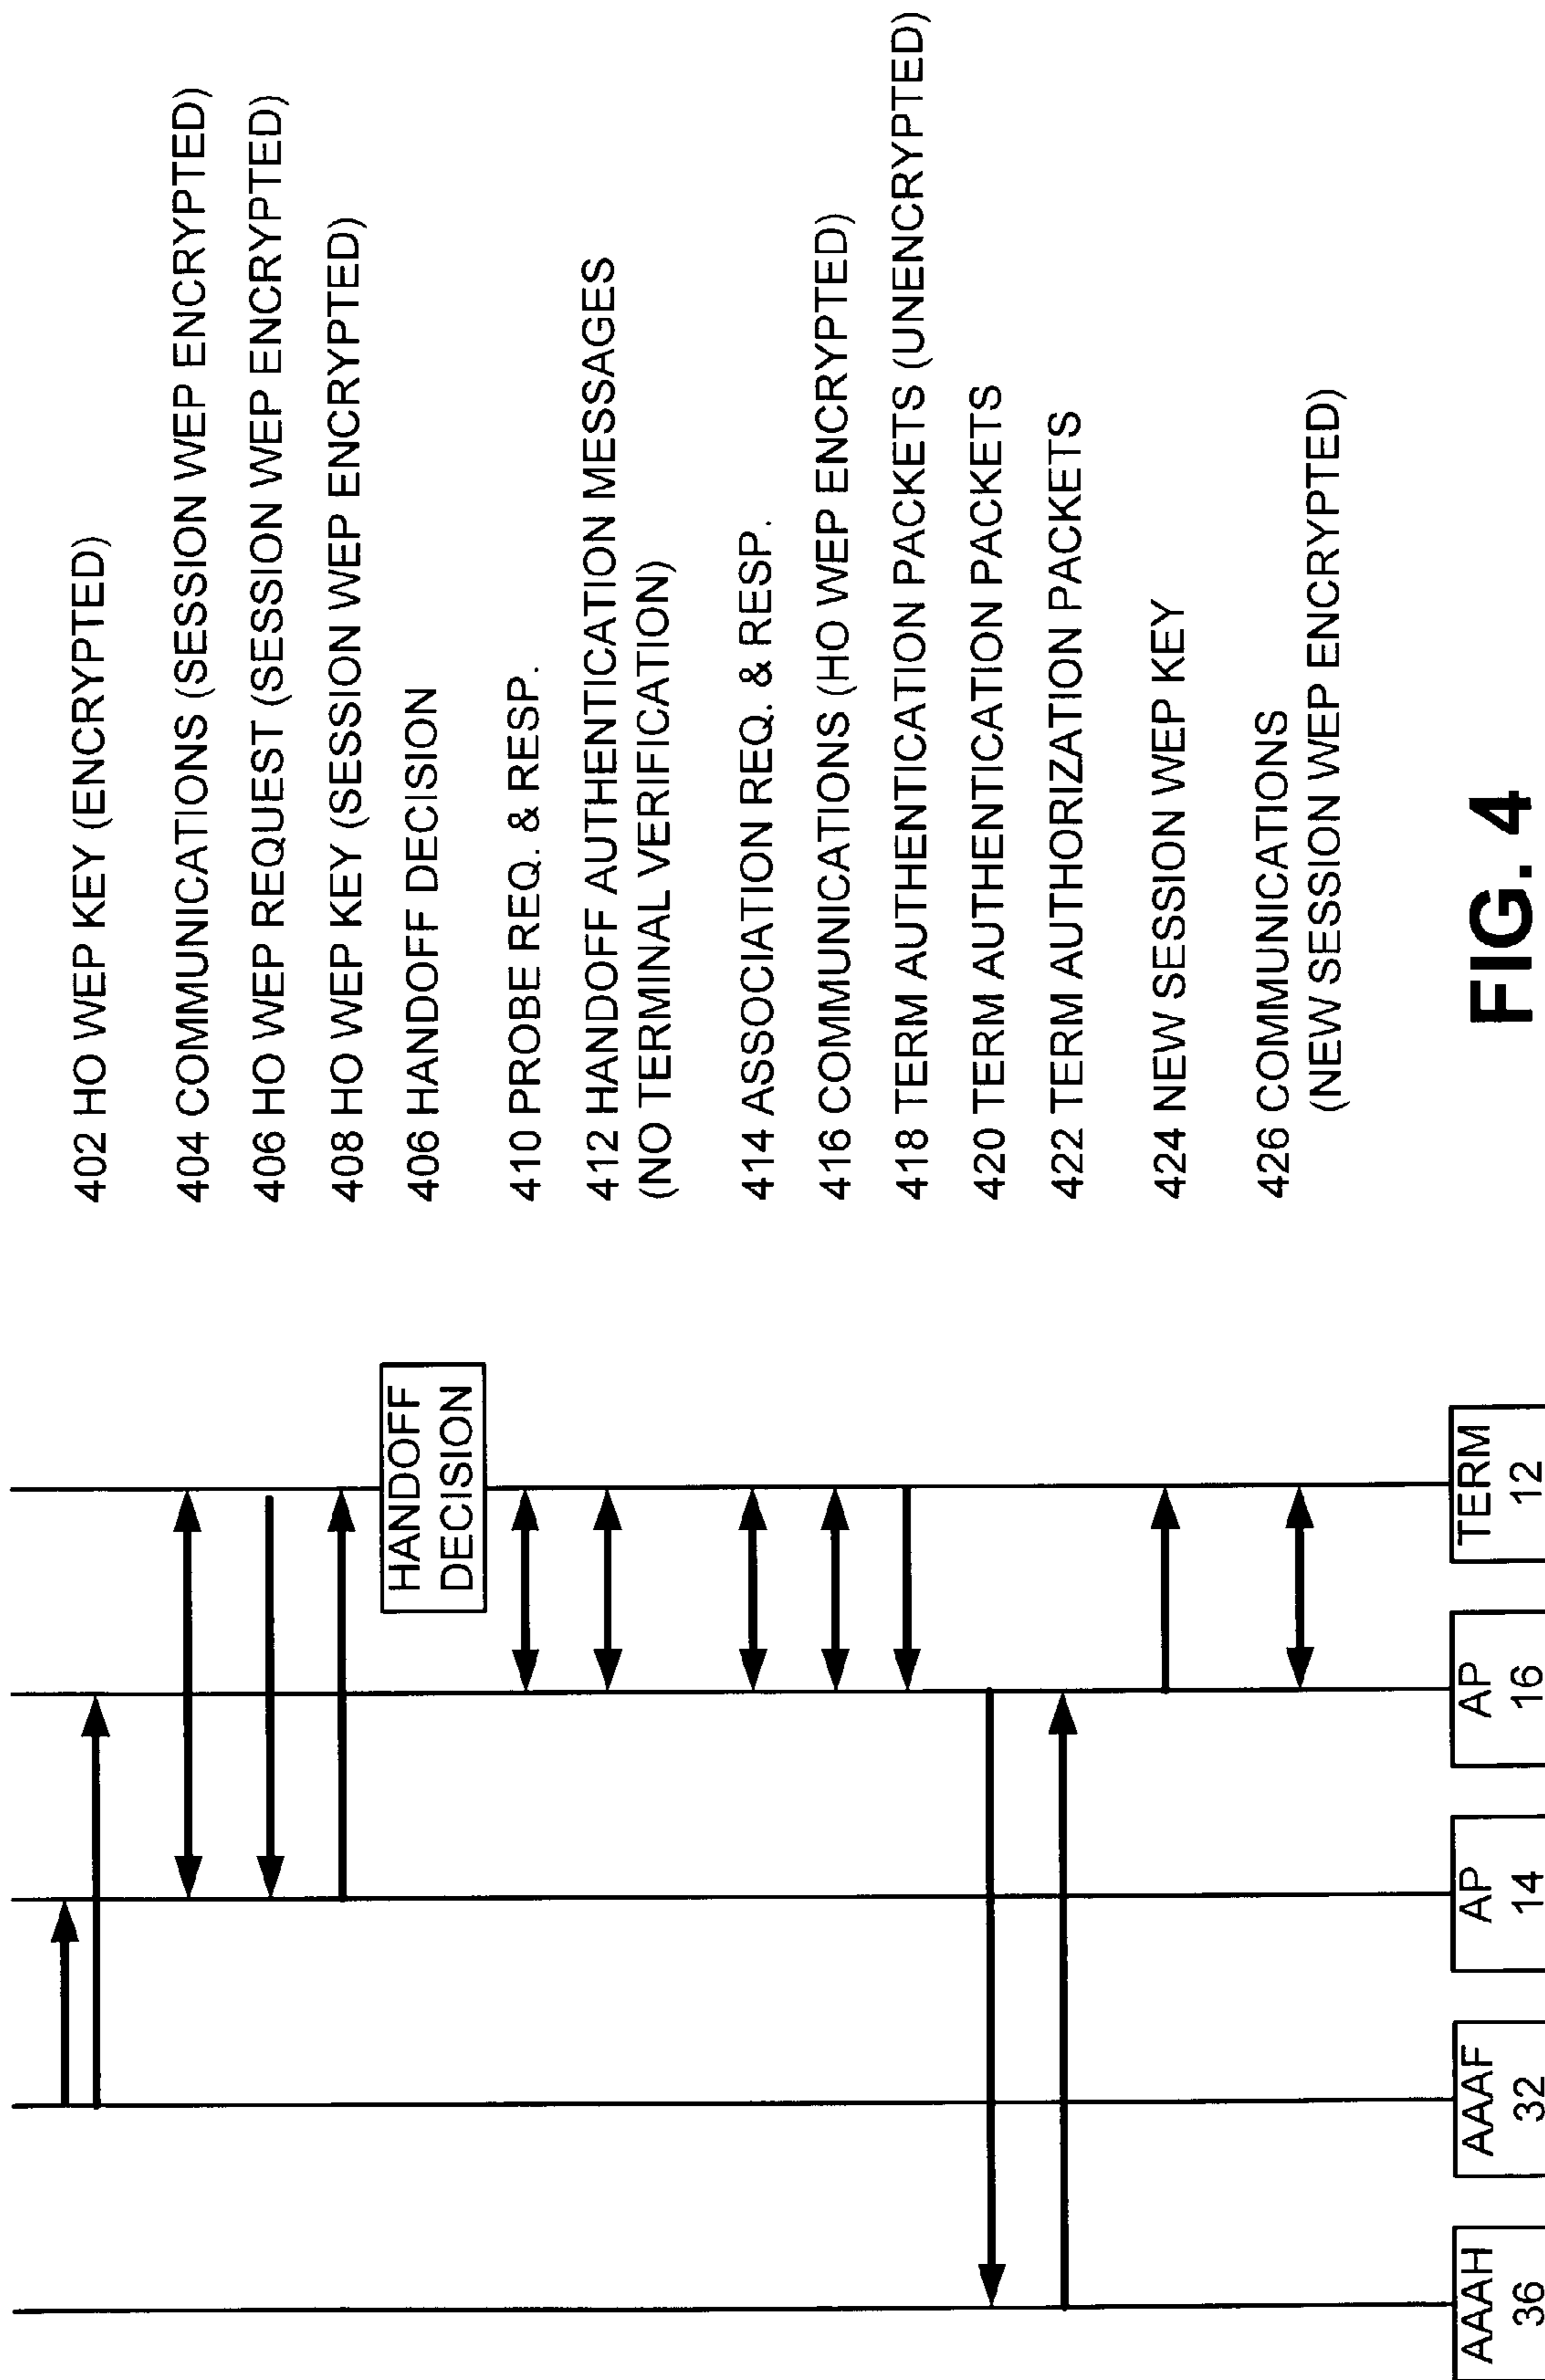 402 HO WEP KEY (ENCRYPTED)
404 COMMUNICATIONS (SESSION WEP ENCRYPTED)
406 HO WEP REQUEST (SESSION WEP ENCRYPTED)
408 HO WEP KEY (SESSION WEP ENCRYPTED)
406 HANDOFF DECISION
410 PROBE REQ. & RESP.
412 HANDOFF AUTHENTICATION MESSAGES
(NO TERMINAL VERIFICATION)
414 ASSOCIATION REQ. & RESP.
416 COMMUNICATIONS (HO WEP ENCRYPTED)
418 TERM AUTHENTICATION PACKETS (UNENCRYPTED)
420 TERM AUTHENTICATION PACKETS
422 TERM AUTHORIZATION PACKETS
424 NEW SESSION WEP KEY
426 COMMUNICATIONS
(NEW SESSION WEP ENCRYPTED)
HANDOFF
DECISION
AAAH
36
AAAF
32
AP
14
AP
16
TERM
12
FIG. 4